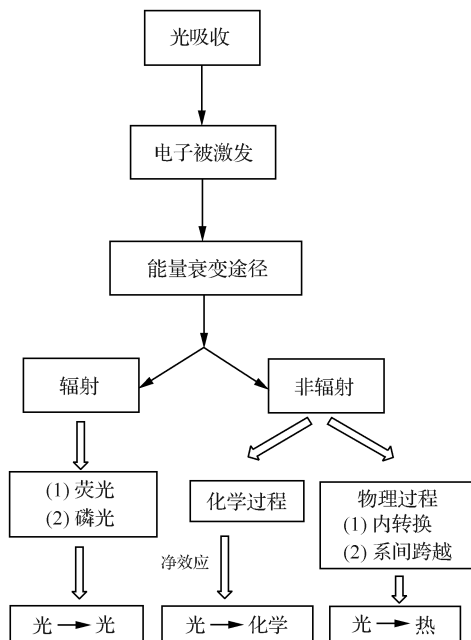 光吸收
电子被激发
能量衰变途径
辐射
非辐射
(1) 荧光
(2) 磷光
化学过程
物理过程
(1) 内转换
(2) 系间跨越
净效应
光 → 光
光 → 化学
光 → 热